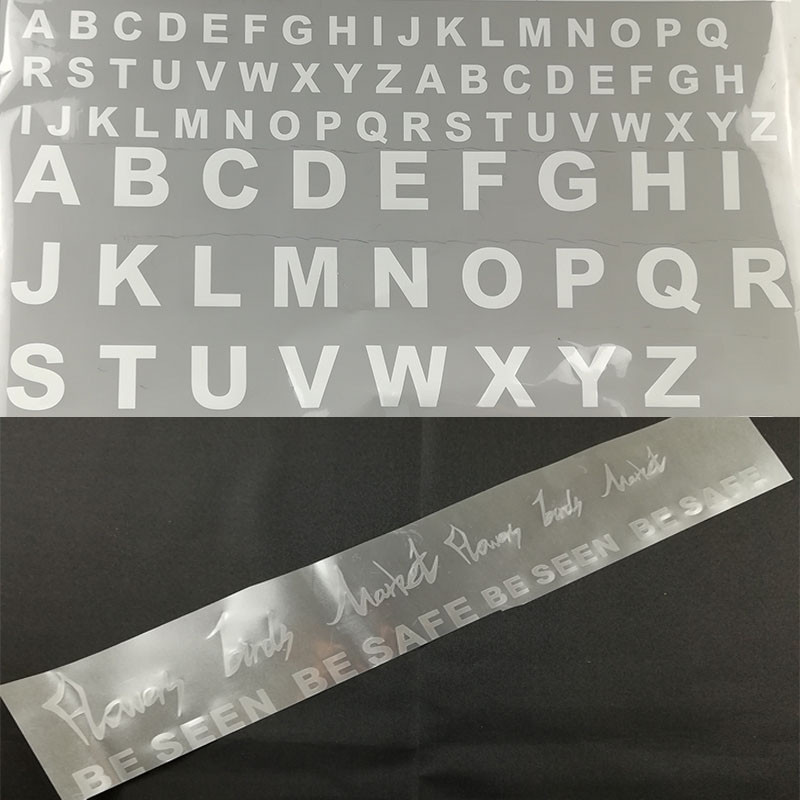 ABCDEFGHIJKLMNOPQ
RSTUVWXYZABCDEFGH
IJKLMNOPQRSTUVWXYZ
ABCDEFGHI
JKLMNOPQR
STUVWXYZ
Flowers birds Market Flowers birds Market
BE SEEN BE SAFE BE SEEN BE SAFE